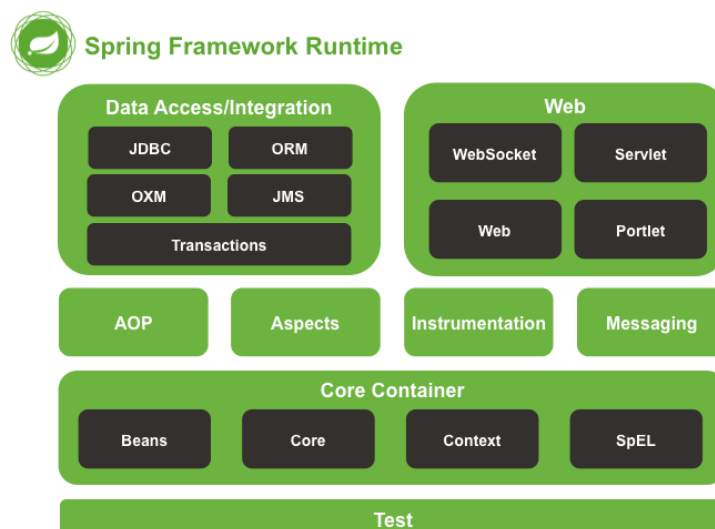 Spring Framework Runtime
Data Access/Integration
JDBC
ORM
OXM
JMS
Transactions
Web
WebSocket
Servlet
Web
Portlet
AOP
Aspects
Instrumentation
Messaging
Core Container
Beans
Core
Context
SpEL
Test